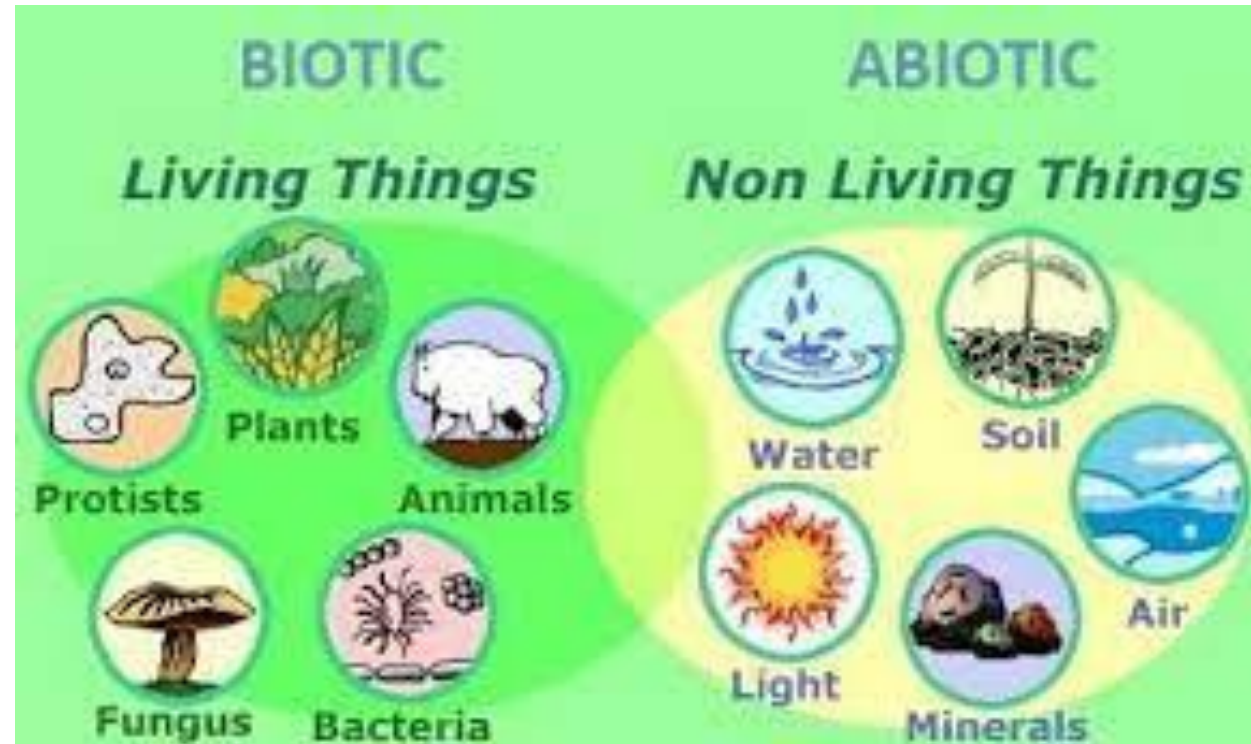 BIOTIC
Living Things
Plants
Protists
Animals
Fungus
Bacteria
ABIOTIC
Non Living Things
Water
Soil
Air
Light
Minerals